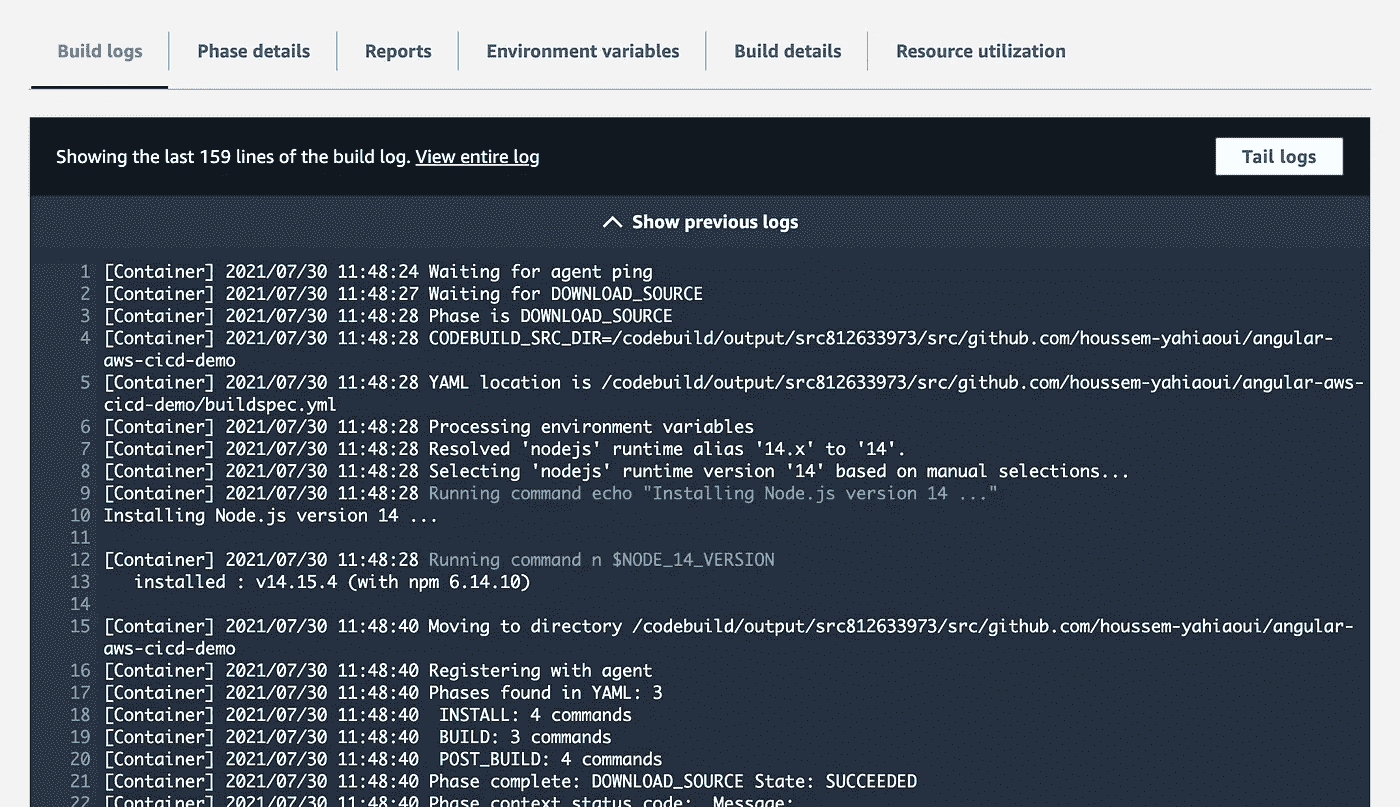 Build logs
Phase details
Reports
Environment variables
Build details
Resource utilization
Showing the last 159 lines of the build log. View entire log
Tail logs
Show previous logs
1 [Container] 2021/07/30 11:48:24 Waiting for agent ping
2 [Container] 2021/07/30 11:48:27 Waiting for DOWNLOAD_SOURCE
3 [Container] 2021/07/30 11:48:28 Phase is DOWNLOAD_SOURCE
4 [Container] 2021/07/30 11:48:28 CODEBUILD_SRC_DIR=/codebuild/output/src812633973/src/github.com/houssem-yahiaoui/angular-
aws-cicd-demo
5 [Container] 2021/07/30 11:48:28 YAML location is /codebuild/output/src812633973/src/github.com/houssem-yahiaoui/angular-aws-
cicd-demo/buildspec.yml
6 [Container] 2021/07/30 11:48:28 Processing environment variables
7 [Container] 2021/07/30 11:48:28 Resolved 'nodejs' runtime alias '14.x' to '14'.
8 [Container] 2021/07/30 11:48:28 Selecting 'nodejs' runtime version '14' based on manual selections...
9 [Container] 2021/07/30 11:48:28 Running command echo "Installing Node.js version 14 ..."
10 Installing Node.js version 14 ...
11
12 [Container] 2021/07/30 11:48:28 Running command n $NODE_14_VERSION
13 installed : v14.15.4 (with npm 6.14.10)
14
15 [Container] 2021/07/30 11:48:40 Moving to directory /codebuild/output/src812633973/src/github.com/houssem-yahiaoui/angular-
aws-cicd-demo
16 [Container] 2021/07/30 11:48:40 Registering with agent
17 [Container] 2021/07/30 11:48:40 Phases found in YAML: 3
18 [Container] 2021/07/30 11:48:40 INSTALL: 4 commands
19 [Container] 2021/07/30 11:48:40 BUILD: 3 commands
20 [Container] 2021/07/30 11:48:40 POST_BUILD: 4 commands
21 [Container] 2021/07/30 11:48:40 Phase complete: DOWNLOAD_SOURCE State: SUCCEEDED
22 [Container] 2021/07/30 11:48:40 Phase context status code: Message: